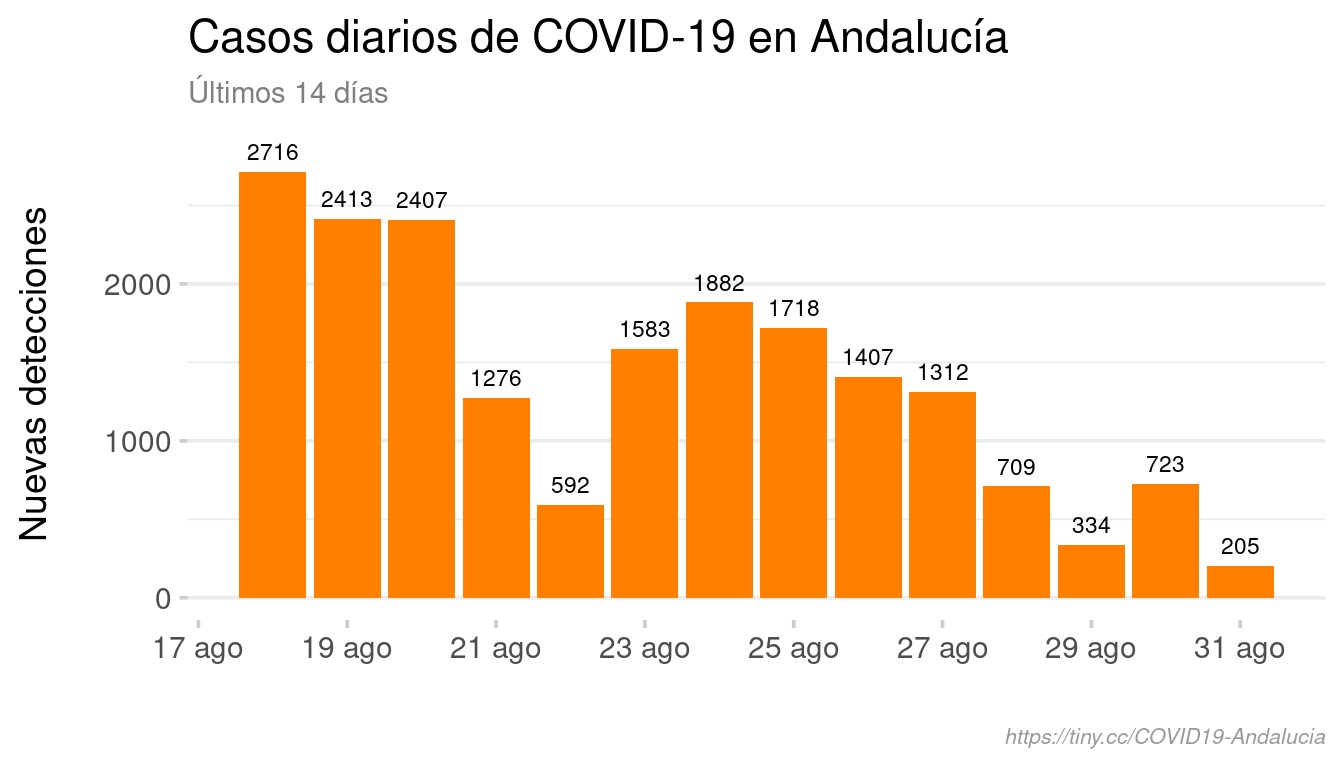 Casos diarios de COVID-19 en Andalucía
Últimos 14 días
Nuevas detecciones
2716
2413
2407
1276
592
1583
1882
1718
1407
1312
709
334
723
205
2000
1000
0
17 ago
19 ago
21 ago
23 ago
25 ago
27 ago
29 ago
31 ago
https://tiny.cc/COVID19-Andalucia